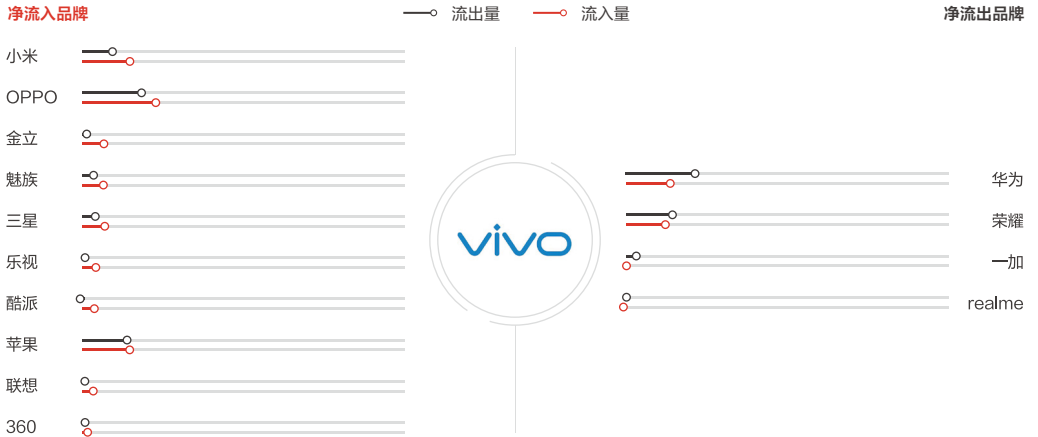 净流入品牌
流出量
流入量
净流出品牌
小米
OPPO
金立
魅族
三星
乐视
酷派
苹果
联想
360
vivo
华为
荣耀
一加
realme